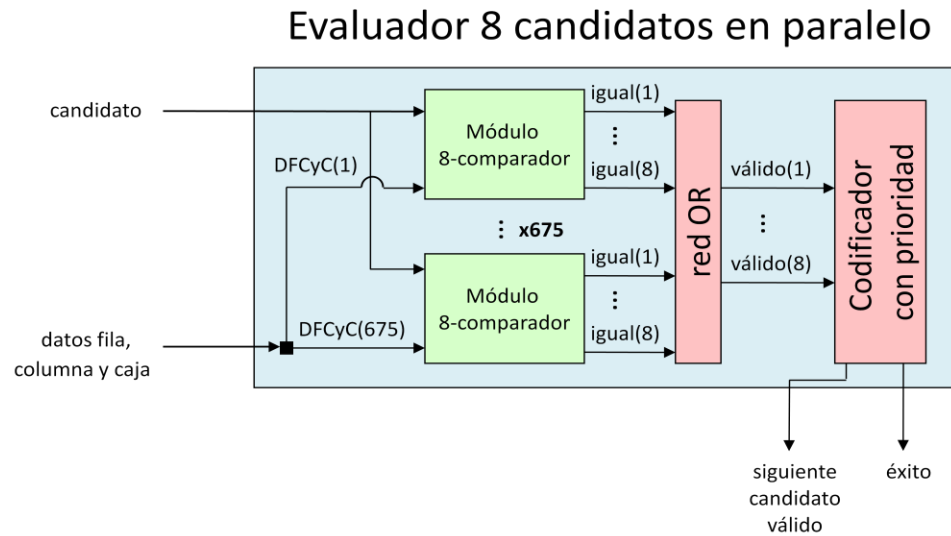 Evaluador 8 candidatos en paralelo
candidato
DFCyC(1)
Módulo
8-comparador
igual(1)
⋮
igual(8)
⋮ x675
datos fila,
columna y caja
DFCyC(675)
Módulo
8-comparador
igual(1)
⋮
igual(8)
red OR
válido(1)
⋮
válido(8)
Codificador
con prioridad
siguiente
candidato
válido
éxito